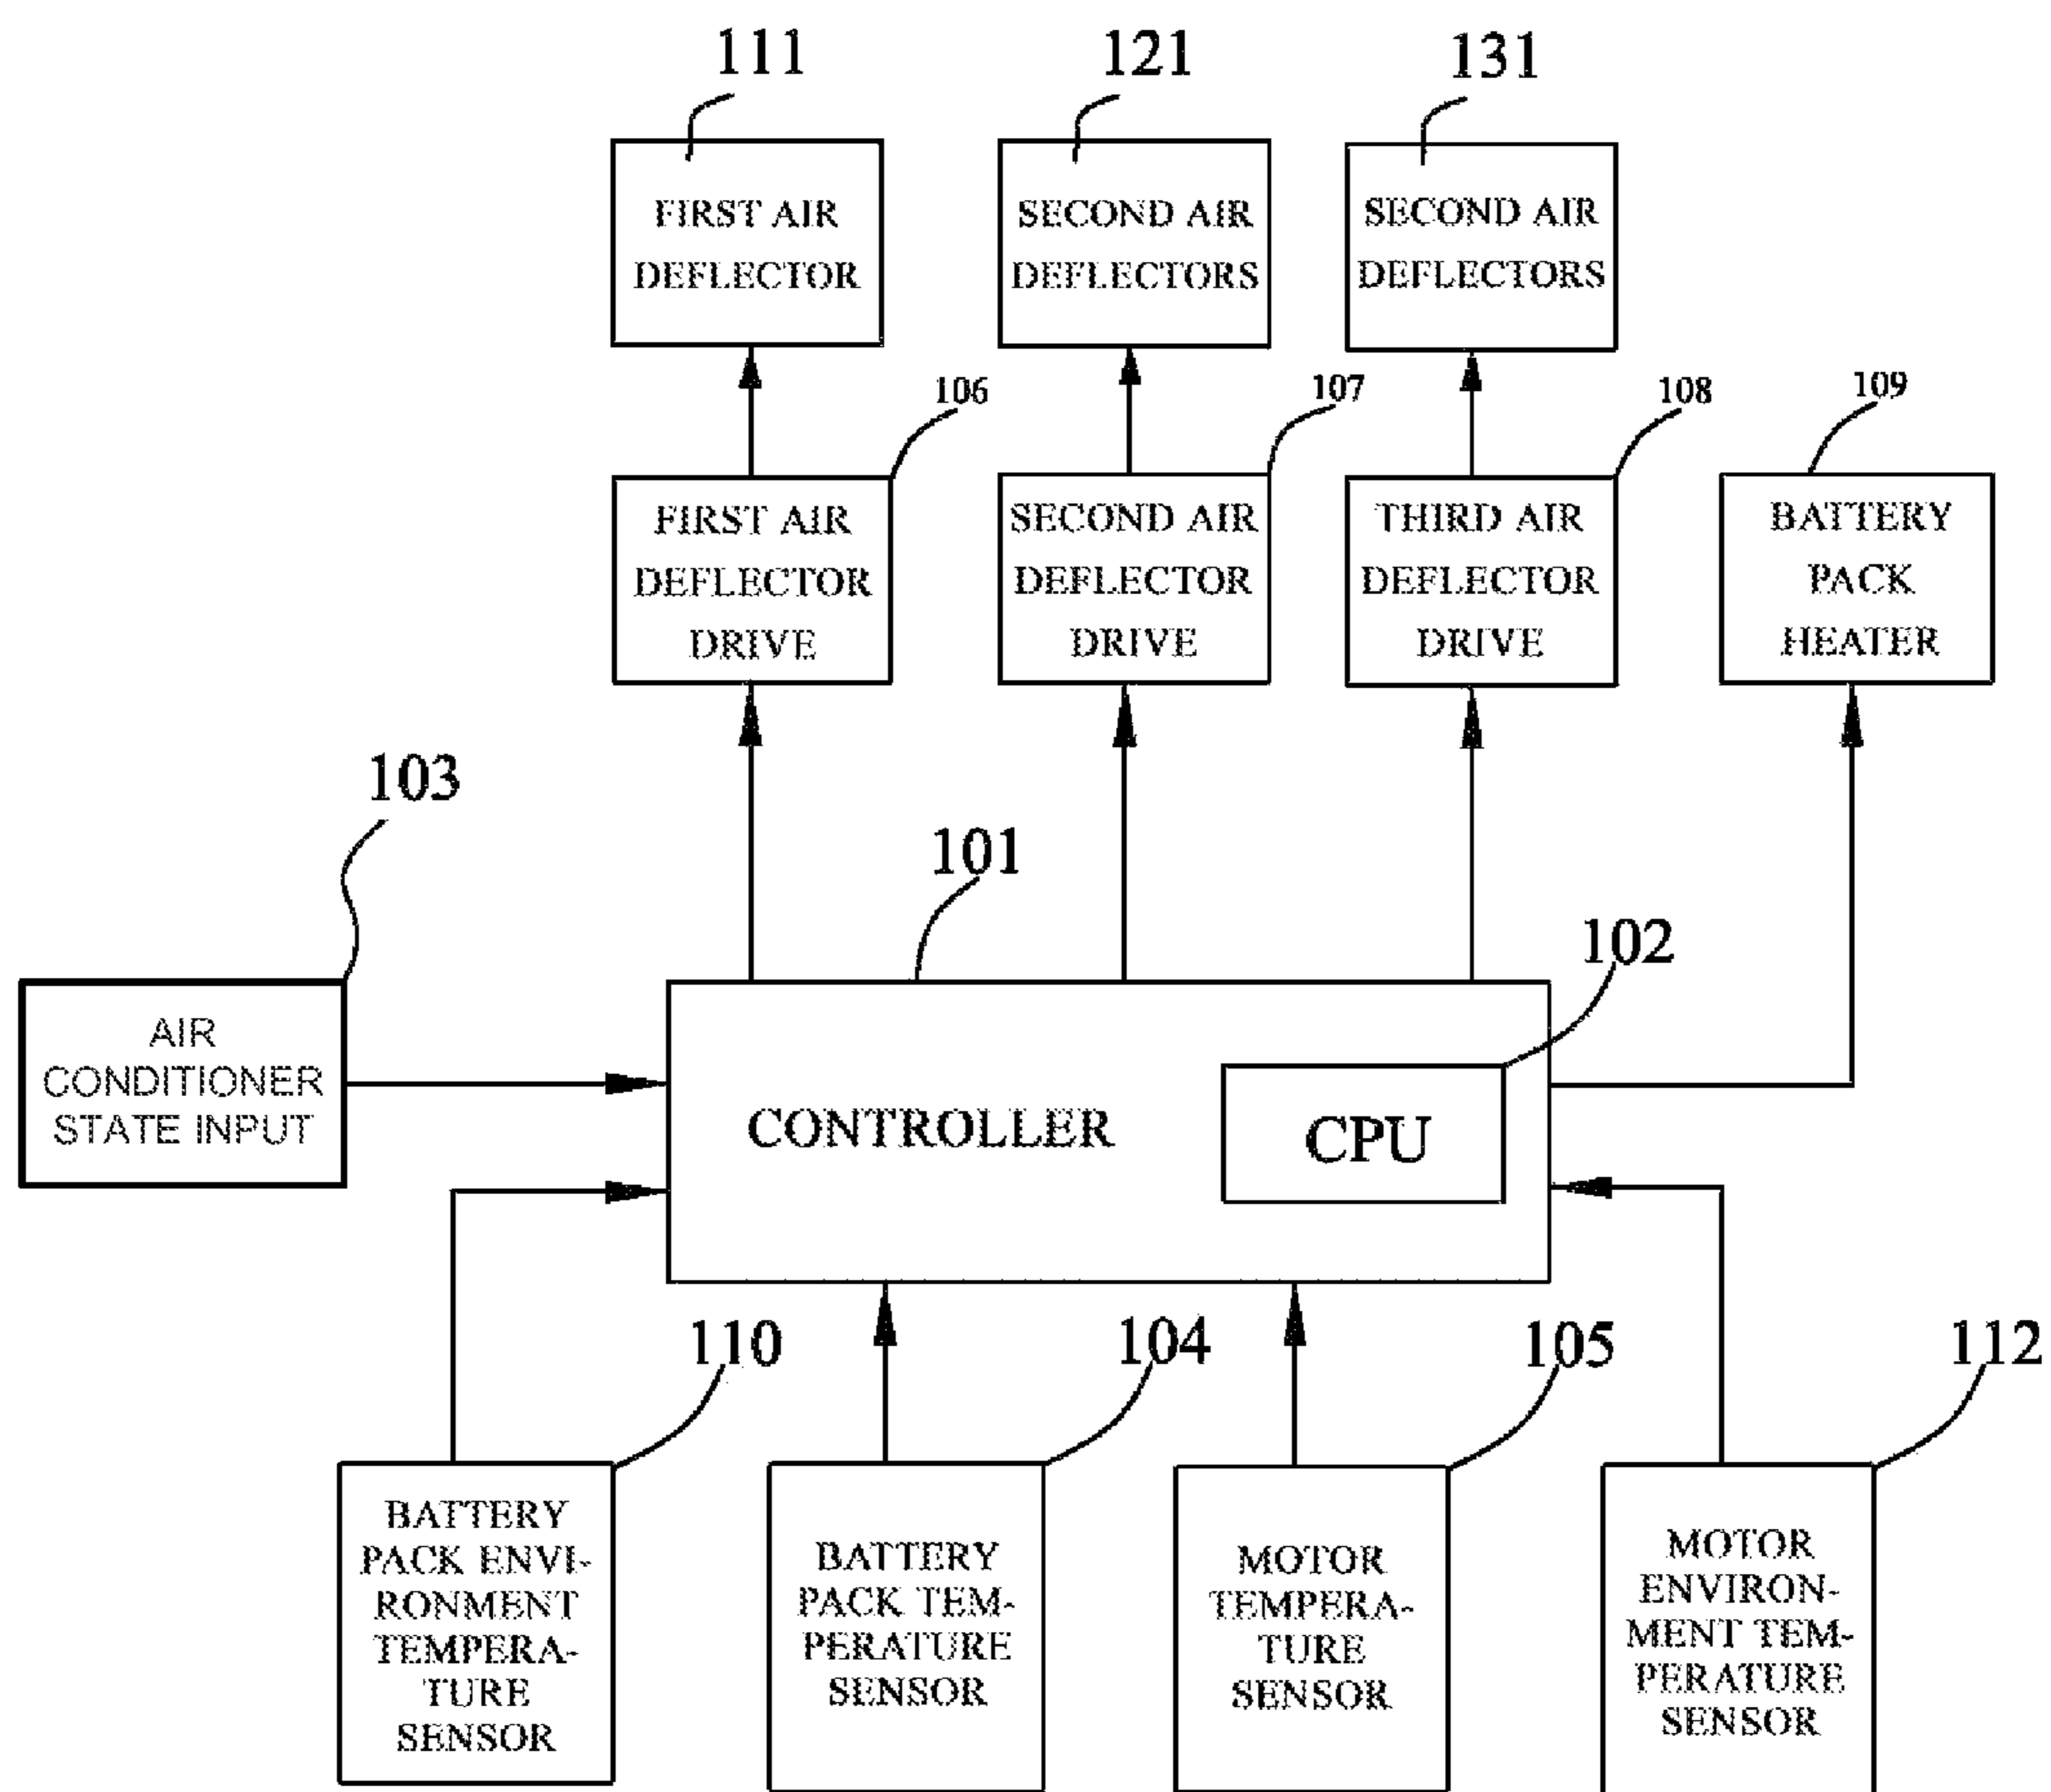 111
121
131
FIRST AIR
DEFLECTOR
SECOND AIR
DEFLECTORS
SECOND AIR
DEFLECTORS
106
107
108
109
FIRST AIR
DEFLECTOR
DRIVE
SECOND AIR
DEFLECTOR
DRIVE
THIRD AIR
DEFLECTOR
DRIVE
BATTERY
PACK
HEATER
103
101
102
AIR
CONDITIONER
STATE INPUT
CONTROLLER
CPU
110
104
105
112
BATTERY
PACK ENVI-
RONMENT
TEMPERA-
TURE
SENSOR
BATTERY
PACK TEM-
PERATURE
SENSOR
MOTOR
TEMPERA-
TURE
SENSOR
MOTOR
ENVIRON-
MENT TEM-
PERATURE
SENSOR